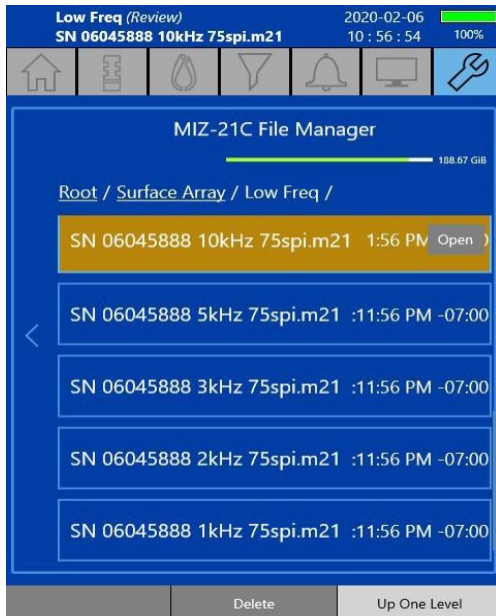 Low Freq (Review)
2020-02-06
SN 06045888 10kHz 75spi.m21
10 : 56 : 54
100%
MIZ-21C File Manager
188.67 GiB
Root / Surface Array / Low Freq /
SN 06045888 10kHz 75spi.m21 1:56 PM Open
SN 06045888 5kHz 75spi.m21 :11:56 PM -07:00
SN 06045888 3kHz 75spi.m21 :11:56 PM -07:00
SN 06045888 2kHz 75spi.m21 :11:56 PM -07:00
SN 06045888 1kHz 75spi.m21 :11:56 PM -07:00
Delete
Up One Level